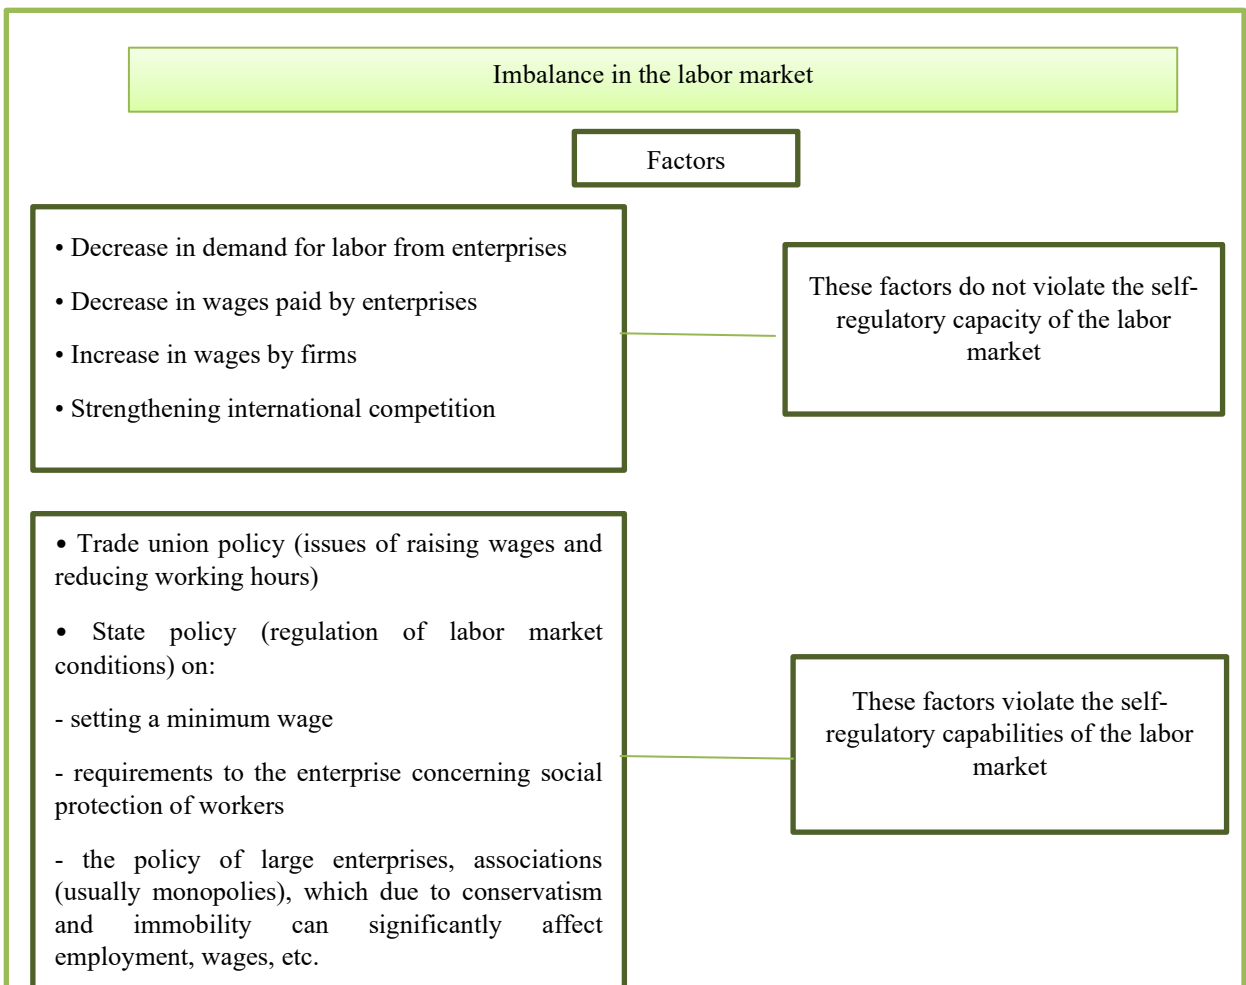 Imbalance in the labor market
Factors
• Decrease in demand for labor from enterprises
• Decrease in wages paid by enterprises
• Increase in wages by firms
• Strengthening international competition
These factors do not violate the self-
regulatory capacity of the labor
market
• Trade union policy (issues of raising wages and
reducing working hours)
• State policy (regulation of labor market
conditions) on:
- setting a minimum wage
- requirements to the enterprise concerning social
protection of workers
- the policy of large enterprises, associations
(usually monopolies), which due to conservatism
and immobility can significantly affect
employment, wages, etc.
These factors violate the self-
regulatory capabilities of the labor
market